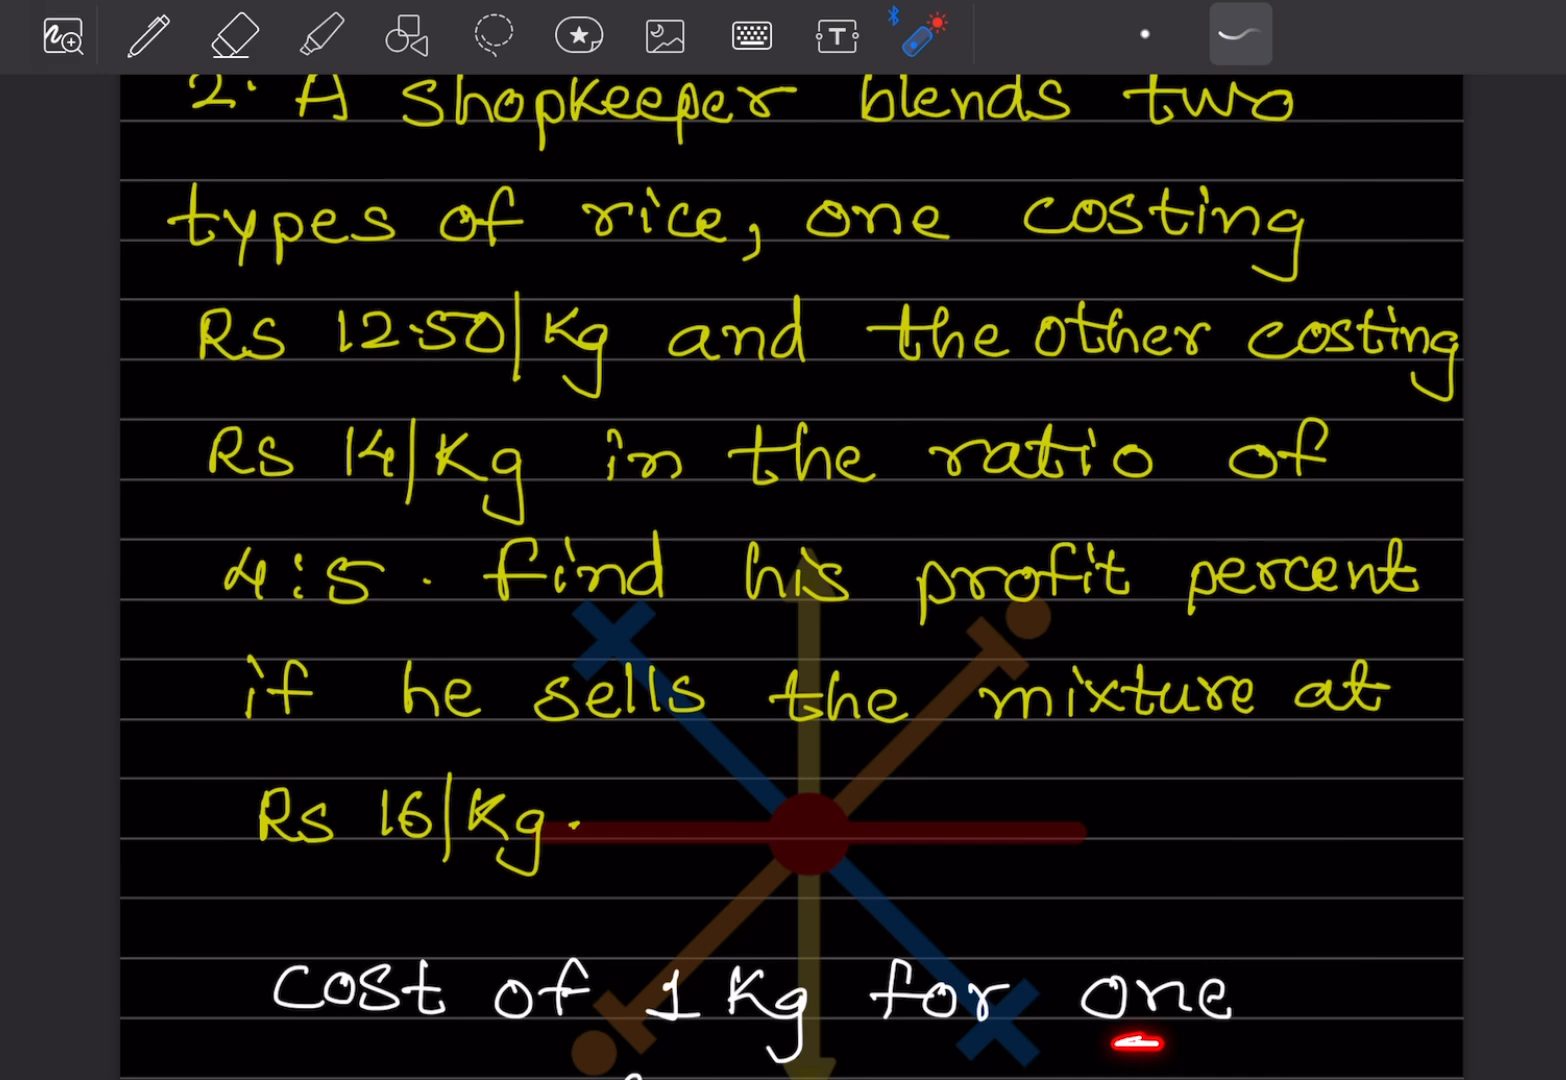 2. A shopkeeper blends two
types of rice, one costing
Rs 12.50/Kg and the other costing
Rs 14/Kg in the ratio of
4:5. find his profit percent
if he sells the mixture at
Rs 16/Kg.
cost of 1 Kg for one